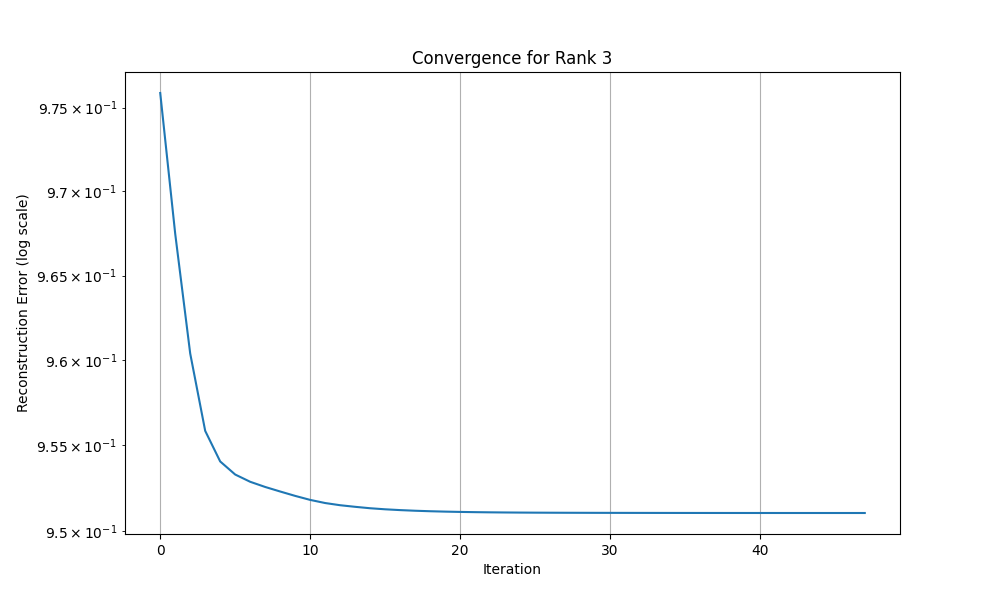 Convergence for Rank 3
Reconstruction Error (log scale)
9.75 × 10⁻¹
9.7 × 10⁻¹
9.65 × 10⁻¹
9.6 × 10⁻¹
9.55 × 10⁻¹
9.5 × 10⁻¹
0 10 20 30 40
Iteration